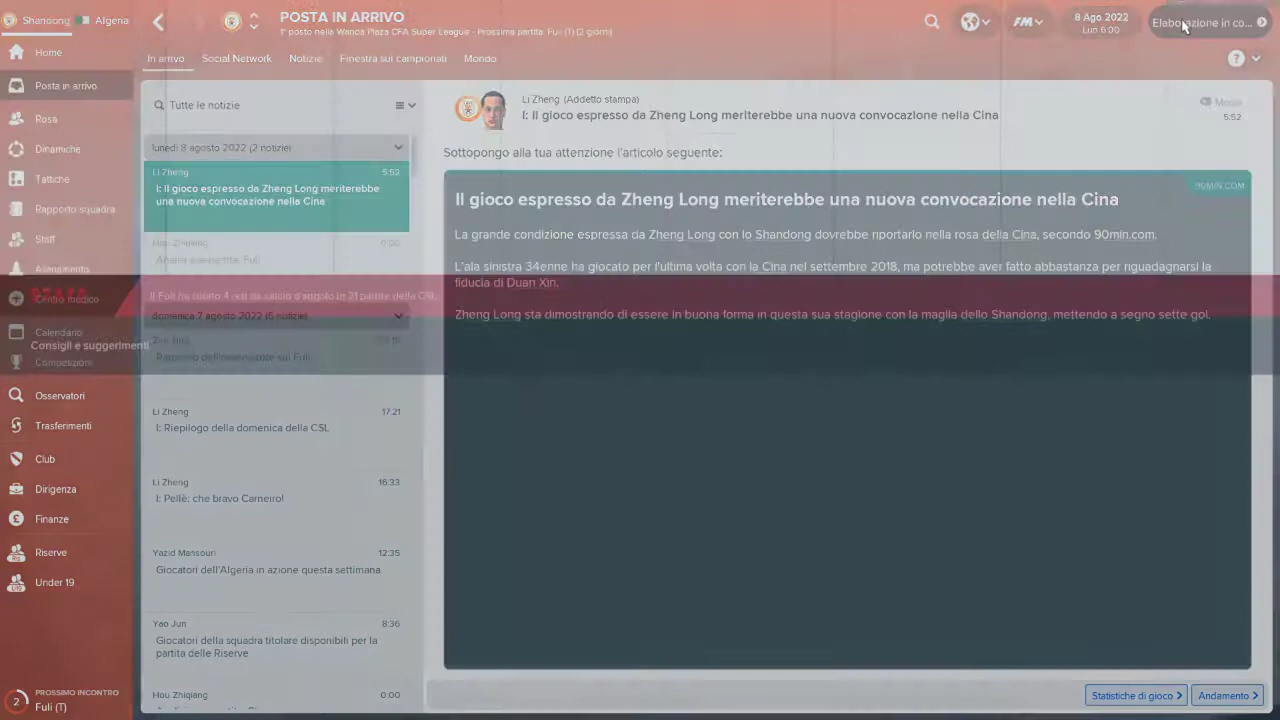 Shandong
Algeria
POSTA IN ARRIVO
1° posto nella Wanda Plaza CFA Super League - Prossima partita: Fuli (T) (2 giorni)
8 Ago 2022
Lun 6:00
Elaborazione in co...
In arrivo
Social Network
Notizie
Finestra sui campionati
Mondo
Home
Posta in arrivo
Rosa
Dinamiche
Tattiche
Rapporto squadra
Staff
Allenamento
Centro medico
Calendario
Consigli e suggerimenti
Competizioni
Osservatori
Trasferimenti
Club
Dirigenza
Finanze
Riserve
Under 19
2
PROSSIMO INCONTRO
Fuli (T)
Tutte le notizie
lunedì 8 agosto 2022 (2 notizie)
Li Zheng
5:52
I: Il gioco espresso da Zheng Long meriterebbe
una nuova convocazione nella Cina
Hou Zhiqiang
0:00
Analisi pre-partita: Fuli
Il Fuli ha subito 4 reti da calcio d'angolo in 21 partite della CSL
domenica 7 agosto 2022 (6 notizie)
Rapporto dell'osservatore sul Fuli
Li Zheng
17:21
I: Riepilogo della domenica della CSL
Li Zheng
16:33
I: Pellè: che bravo Carneiro!
Yazid Mansouri
12:35
Giocatori dell'Algeria in azione questa settimana
Yao Jun
8:36
Giocatori della squadra titolare disponibili per la
partita delle Riserve
Hou Zhiqiang
0:00
Li Zheng (Addetto stampa)
I: Il gioco espresso da Zheng Long meriterebbe una nuova convocazione nella Cina
Media
5:52
Sottopongo alla tua attenzione l'articolo seguente:
90MIN.COM
Il gioco espresso da Zheng Long meriterebbe una nuova convocazione nella Cina
La grande condizione espressa da Zheng Long con lo Shandong dovrebbe riportarlo nella rosa della Cina, secondo 90min.com.
L'ala sinistra 34enne ha giocato per l'ultima volta con la Cina nel settembre 2018, ma potrebbe aver fatto abbastanza per riguadagnarsi la
fiducia di Duan Xin.
Zheng Long sta dimostrando di essere in buona forma in questa sua stagione con la maglia dello Shandong, mettendo a segno sette gol.
Statistiche di gioco
Andamento